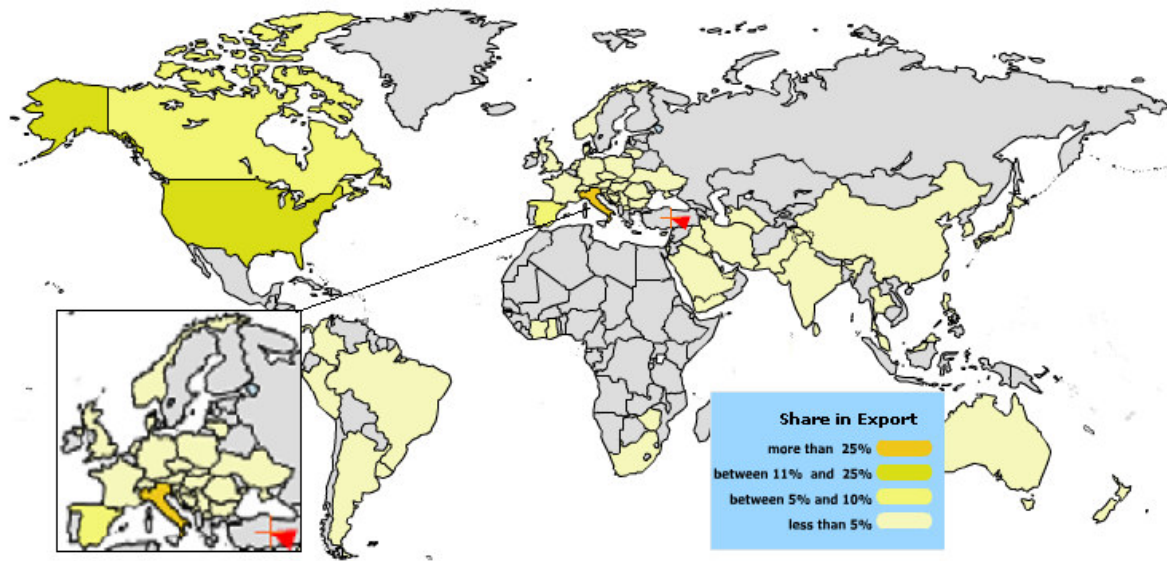 Share in Export
more than 25%
between 11% and 25%
between 5% and 10%
less than 5%